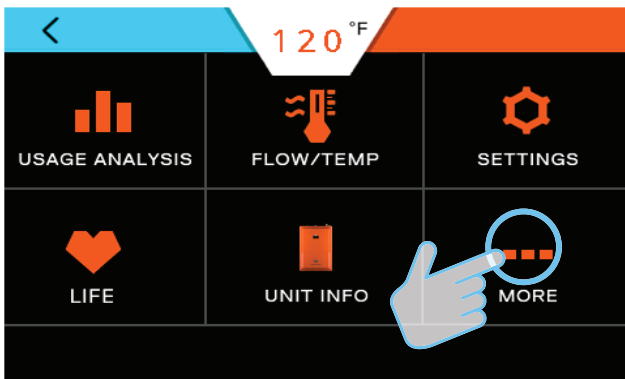 120 °F
USAGE ANALYSIS
FLOW/TEMP
SETTINGS
LIFE
UNIT INFO
MORE